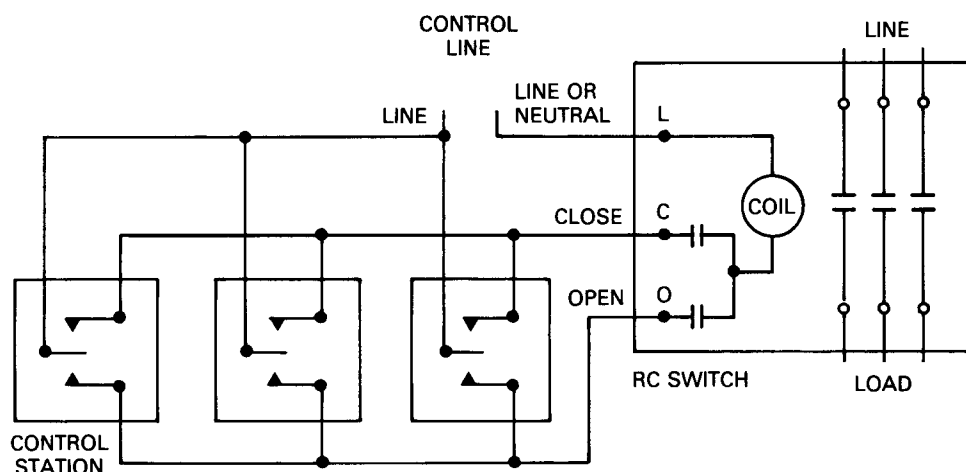 CONTROL
LINE
LINE
LINE
LINE OR
NEUTRAL
L
COIL
CLOSE
C
OPEN
O
RC SWITCH
LOAD
CONTROL
STATION